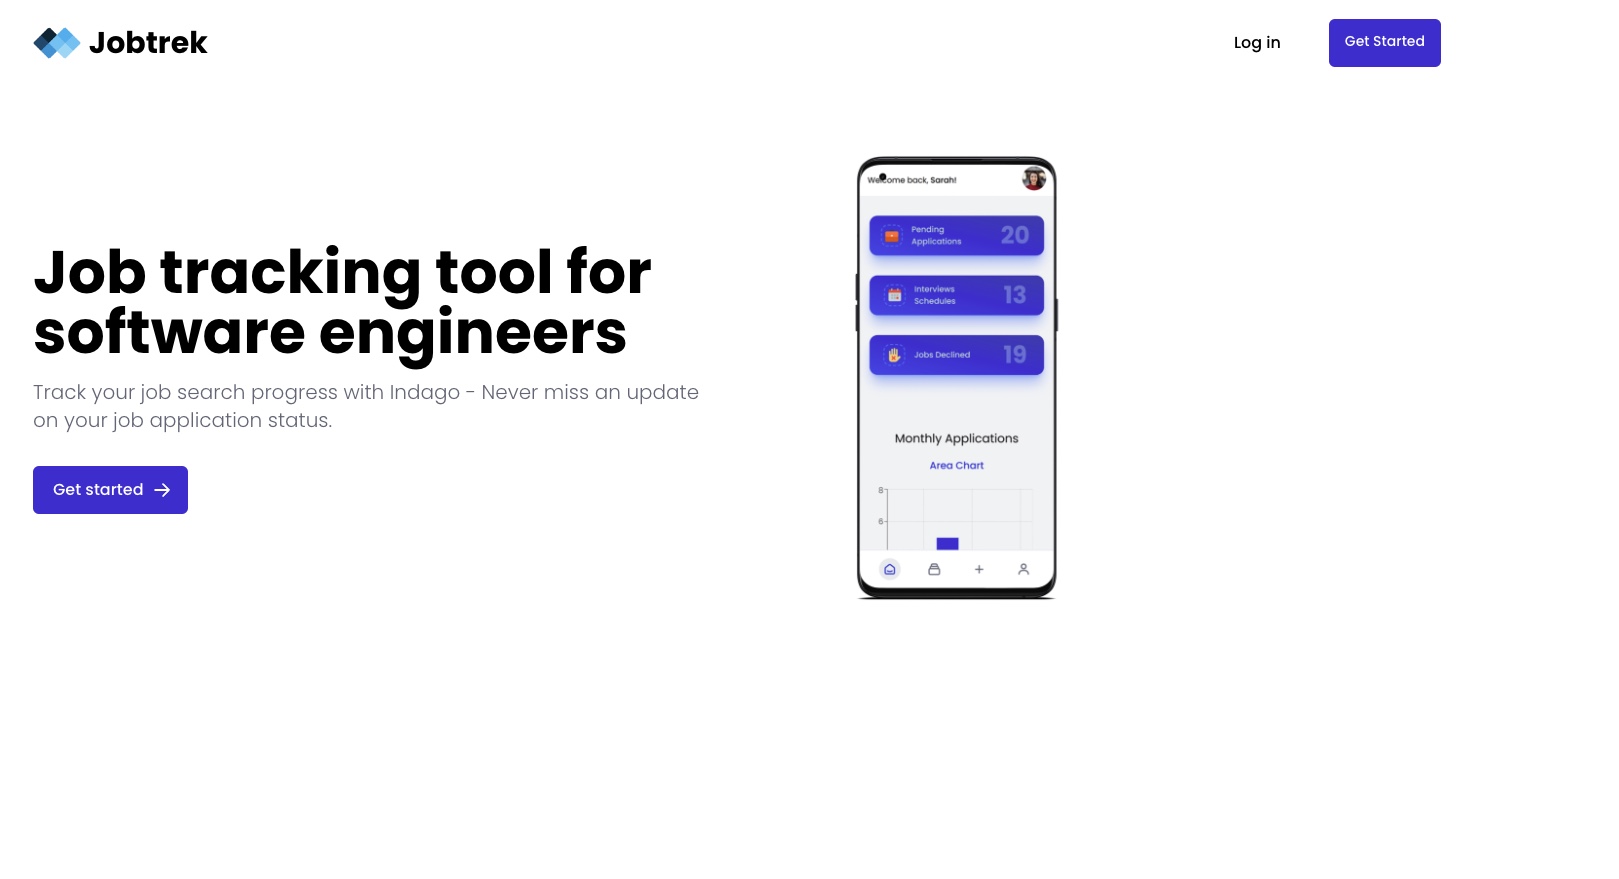 Jobtrek
Log in
Get Started
Job tracking tool for
software engineers
Track your job search progress with Indago - Never miss an update
on your job application status.
Get started
Welcome back, Sarah!
Pending
Applications
20
Interviews
Schedules
13
Jobs Declined
19
Monthly Applications
Area Chart
8
6